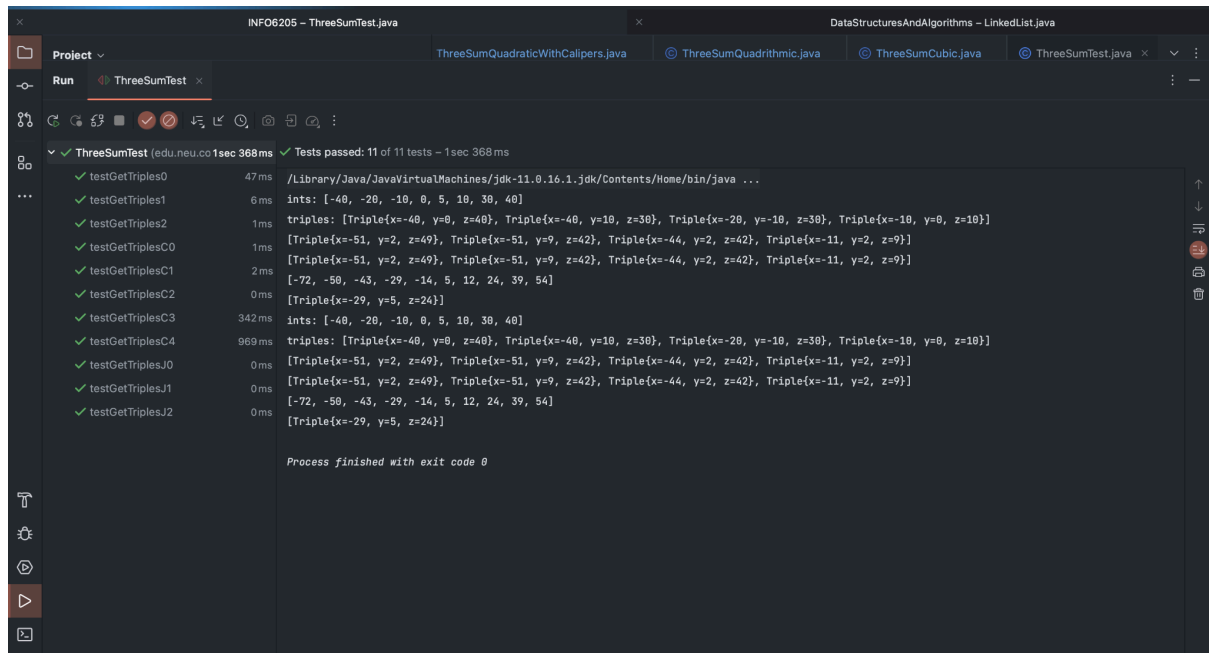 INFO6205 – ThreeSumTest.java
DataStructuresAndAlgorithms – LinkedList.java
Project
ThreeSumQuadraticWithCalipers.java
ThreeSumQuadrithmic.java
ThreeSumCubic.java
ThreeSumTest.java
Run
ThreeSumTest
ThreeSumTest (edu.neu.co 1 sec 368 ms
Tests passed: 11 of 11 tests – 1 sec 368 ms
testGetTriples0 47 ms
testGetTriples1 6 ms
testGetTriples2 1 ms
testGetTriplesC0 1 ms
testGetTriplesC1 2 ms
testGetTriplesC2 0 ms
testGetTriplesC3 342 ms
testGetTriplesC4 969 ms
testGetTriplesJ0 0 ms
testGetTriplesJ1 0 ms
testGetTriplesJ2 0 ms
/Library/Java/JavaVirtualMachines/jdk-11.0.16.1.jdk/Contents/Home/bin/java ...
ints: [-40, -20, -10, 0, 5, 10, 30, 40]
triples: [Triple{x=-40, y=0, z=40}, Triple{x=-40, y=10, z=30}, Triple{x=-20, y=-10, z=30}, Triple{x=-10, y=0, z=10}]
[Triple{x=-51, y=2, z=49}, Triple{x=-51, y=9, z=42}, Triple{x=-44, y=2, z=42}, Triple{x=-11, y=2, z=9}]
[Triple{x=-51, y=2, z=49}, Triple{x=-51, y=9, z=42}, Triple{x=-44, y=2, z=42}, Triple{x=-11, y=2, z=9}]
[-72, -50, -43, -29, -14, 5, 12, 24, 39, 54]
[Triple{x=-29, y=5, z=24}]
ints: [-40, -20, -10, 0, 5, 10, 30, 40]
triples: [Triple{x=-40, y=0, z=40}, Triple{x=-40, y=10, z=30}, Triple{x=-20, y=-10, z=30}, Triple{x=-10, y=0, z=10}]
[Triple{x=-51, y=2, z=49}, Triple{x=-51, y=9, z=42}, Triple{x=-44, y=2, z=42}, Triple{x=-11, y=2, z=9}]
[Triple{x=-51, y=2, z=49}, Triple{x=-51, y=9, z=42}, Triple{x=-44, y=2, z=42}, Triple{x=-11, y=2, z=9}]
[-72, -50, -43, -29, -14, 5, 12, 24, 39, 54]
[Triple{x=-29, y=5, z=24}]
Process finished with exit code 0